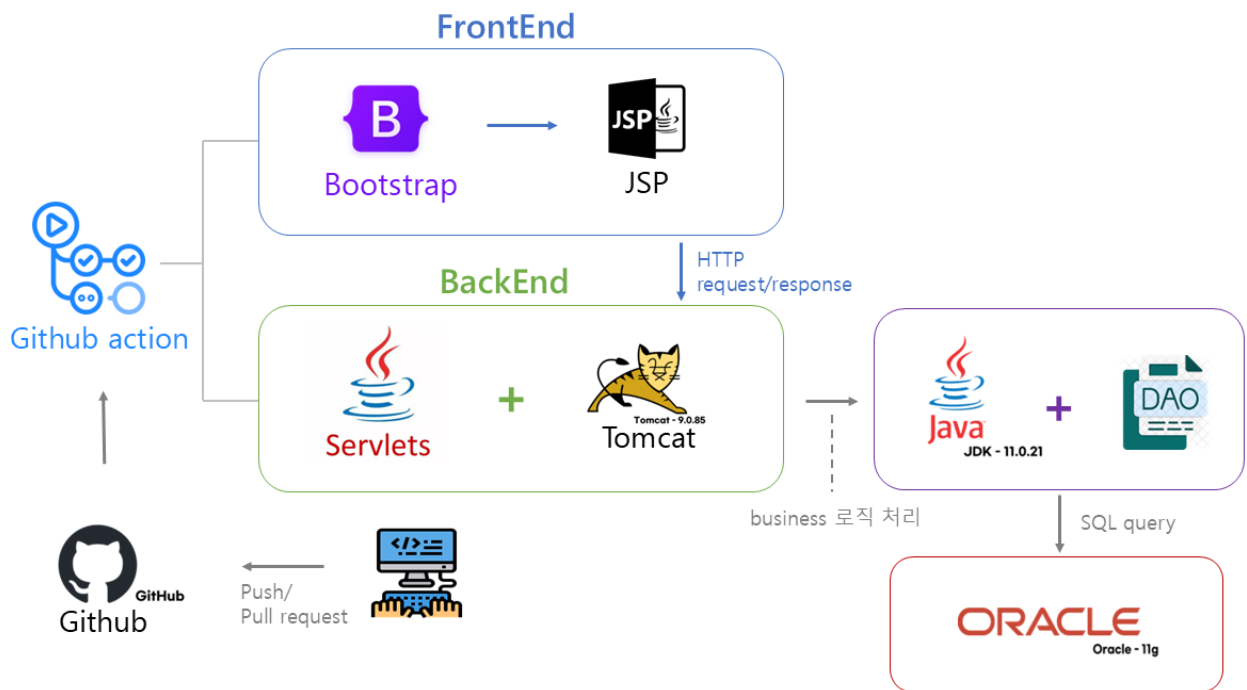 FrontEnd
B
JSP
Bootstrap
JSP
HTTP
request/response
Github action
BackEnd
Servlets
+
Tomcat - 9.0.85
Tomcat
Java
JDK - 11.0.21
+
DAO
business 로직 처리
SQL query
GitHub
Github
Push/
Pull request
</>
ORACLE
Oracle - 11g